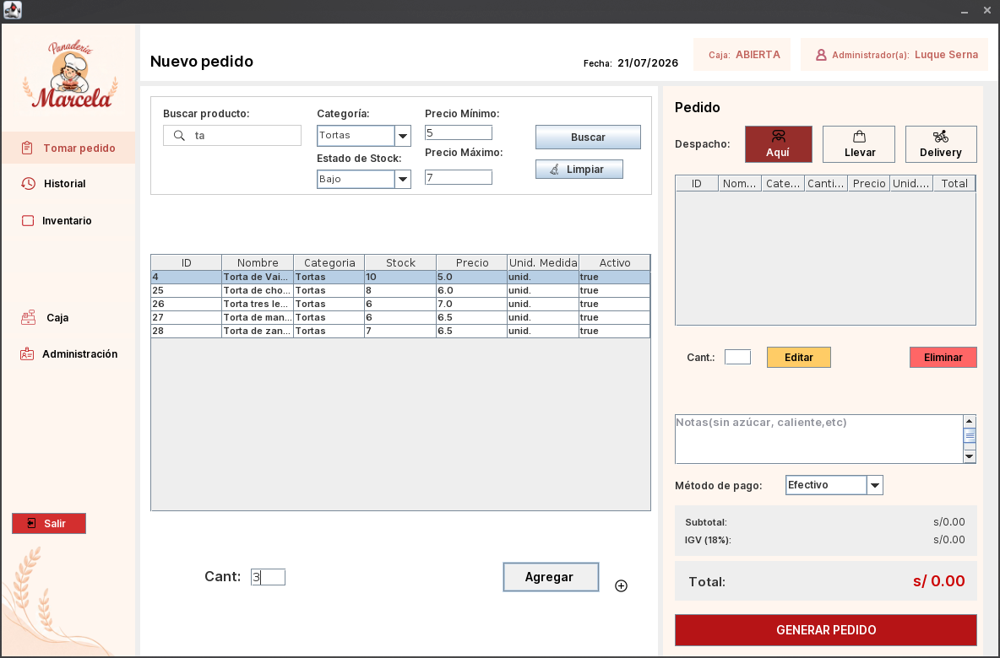 Panadería
Marcela
Tomar pedido
Historial
Inventario
Caja
Administración
Salir
Nuevo pedido
Fecha: 21/07/2026
Caja: ABIERTA
Administrador(a): Luque Serna
Buscar producto:
ta
Categoría:
Tortas
Estado de Stock:
Bajo
Precio Mínimo:
5
Precio Máximo:
7
Buscar
Limpiar
ID Nombre Categoria Stock Precio Unid. Medida Activo
4 Torta de Vai... Tortas 10 5.0 unid. true
25 Torta de cho... Tortas 8 6.0 unid. true
26 Torta tres le... Tortas 6 7.0 unid. true
27 Torta de man... Tortas 6 6.5 unid. true
28 Torta de zan... Tortas 7 6.5 unid. true
Cant: 3
Agregar
Pedido
Despacho:
Aquí
Llevar
Delivery
ID Nom... Cate... Canti... Precio Unid.... Total
Cant.:
Editar
Eliminar
Notas(sin azúcar, caliente,etc)
Método de pago: Efectivo
Subtotal: s/0.00
IGV (18%): s/0.00
Total: s/ 0.00
GENERAR PEDIDO